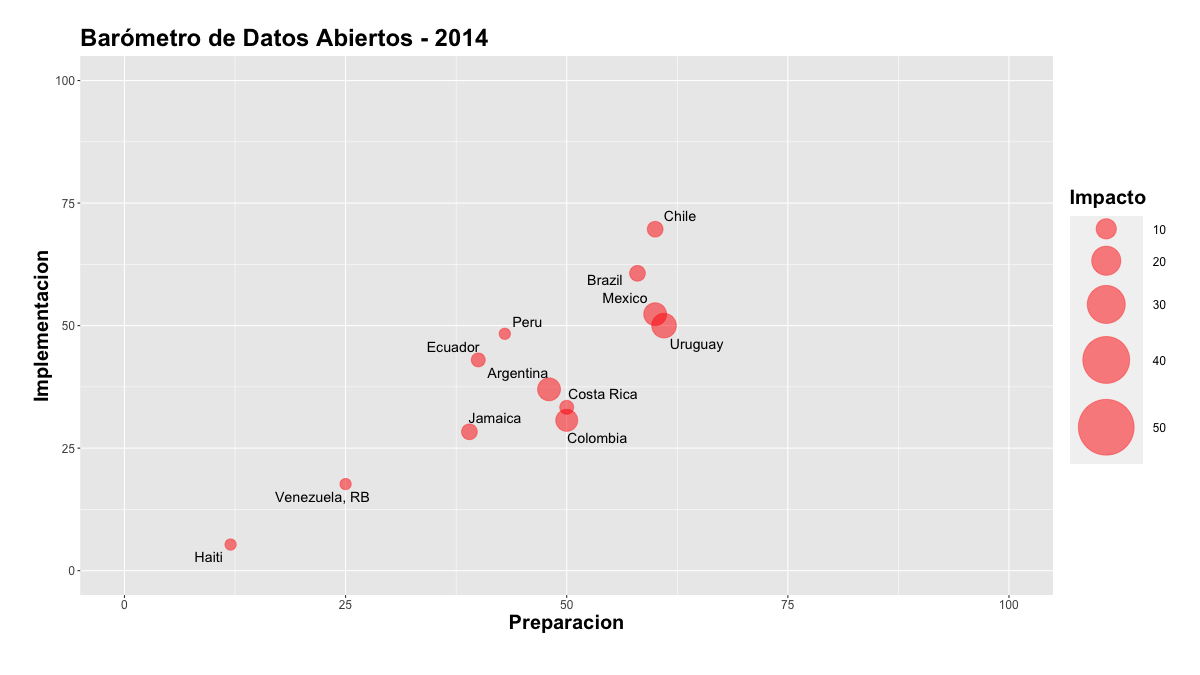 Barómetro de Datos Abiertos - 2014
Implementacion
100
75
50
25
0
Chile
Brazil
Mexico
Peru
Uruguay
Ecuador
Argentina
Costa Rica
Jamaica
Colombia
Venezuela, RB
Haiti
0
25
50
75
100
Preparacion
Impacto
10
20
30
40
50